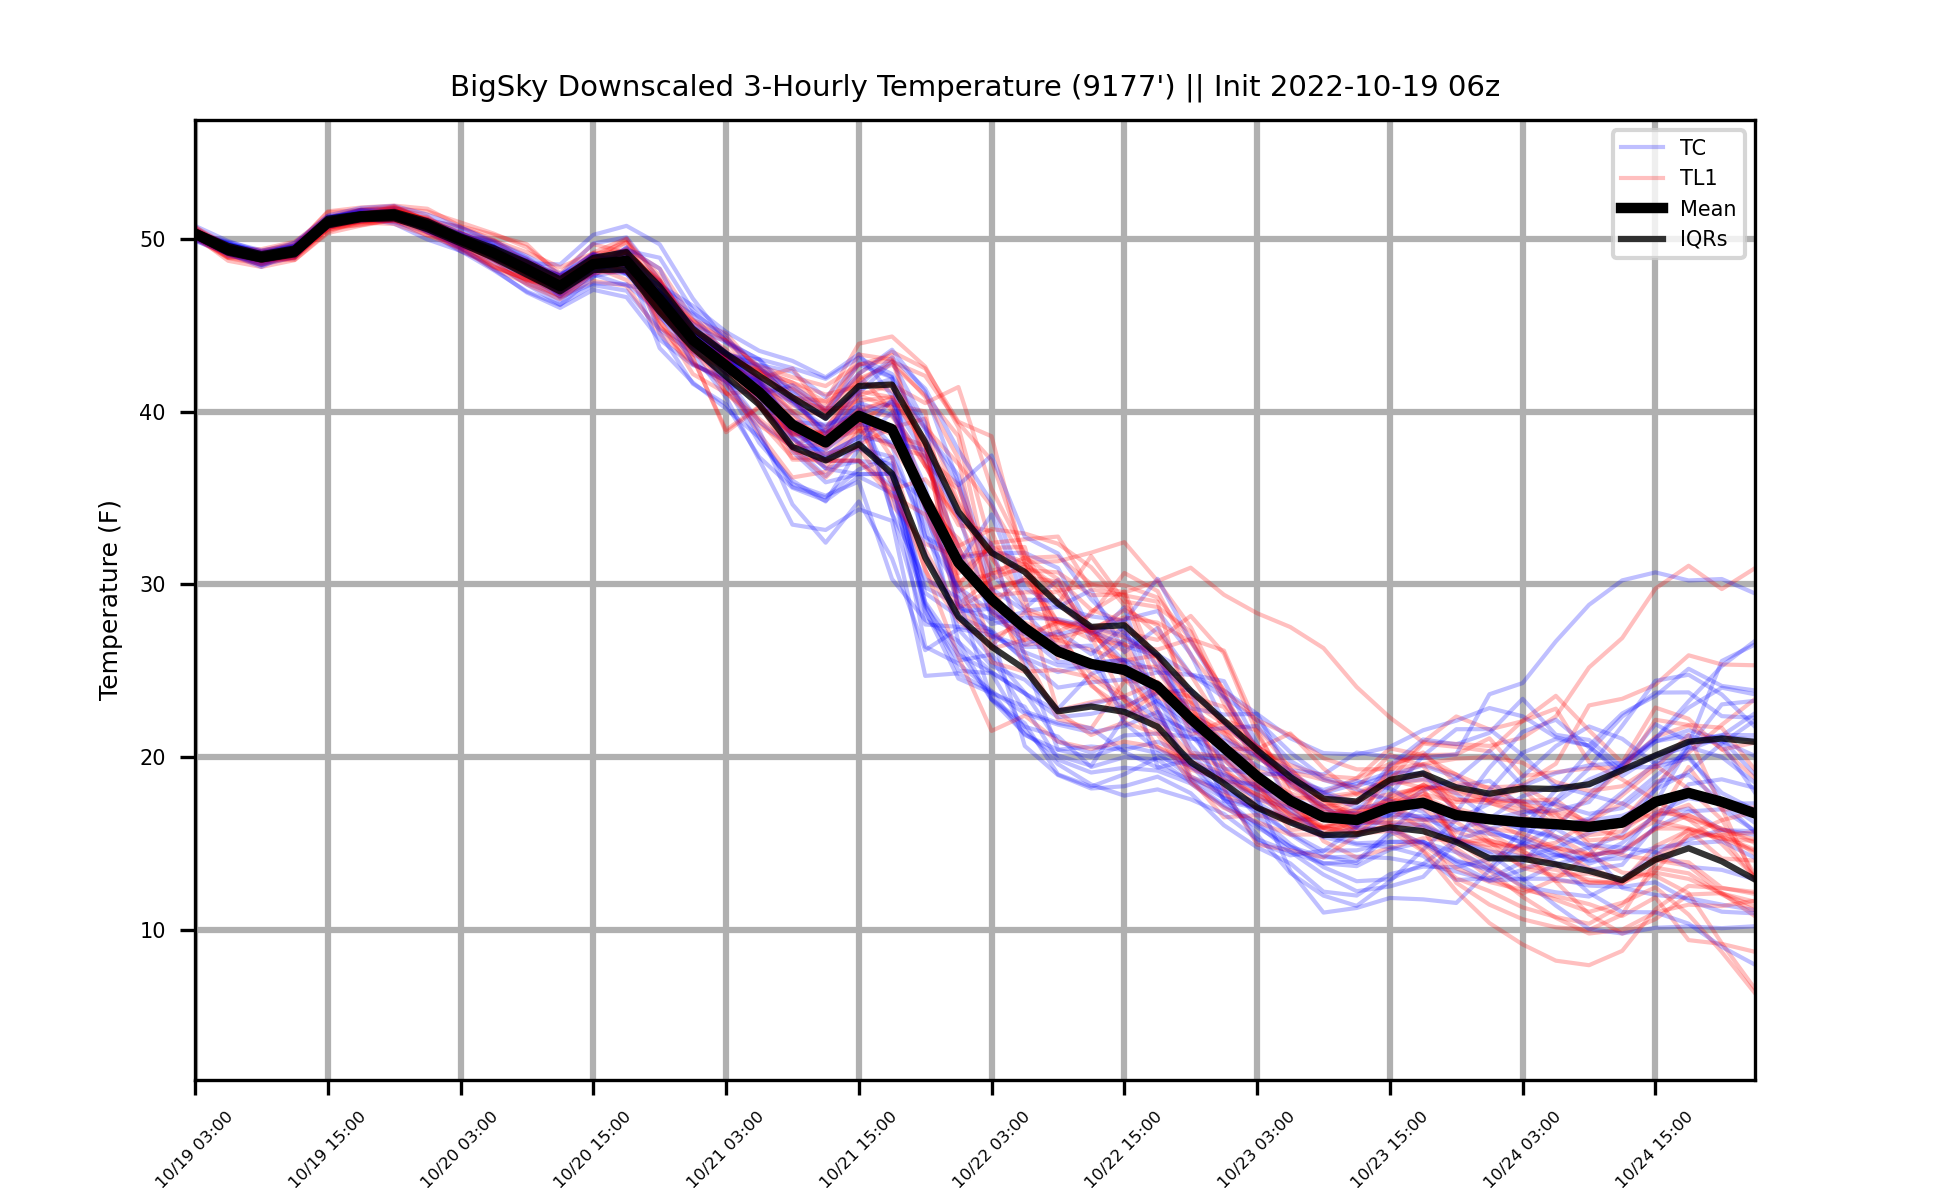 BigSky Downscaled 3-Hourly Temperature (9177') || Init 2022-10-19 06z
TC
TL1
Mean
IQRs
Temperature (F)
50
40
30
20
10
10/19 03:00
10/19 15:00
10/20 03:00
10/20 15:00
10/21 03:00
10/21 15:00
10/22 03:00
10/22 15:00
10/23 03:00
10/23 15:00
10/24 03:00
10/24 15:00